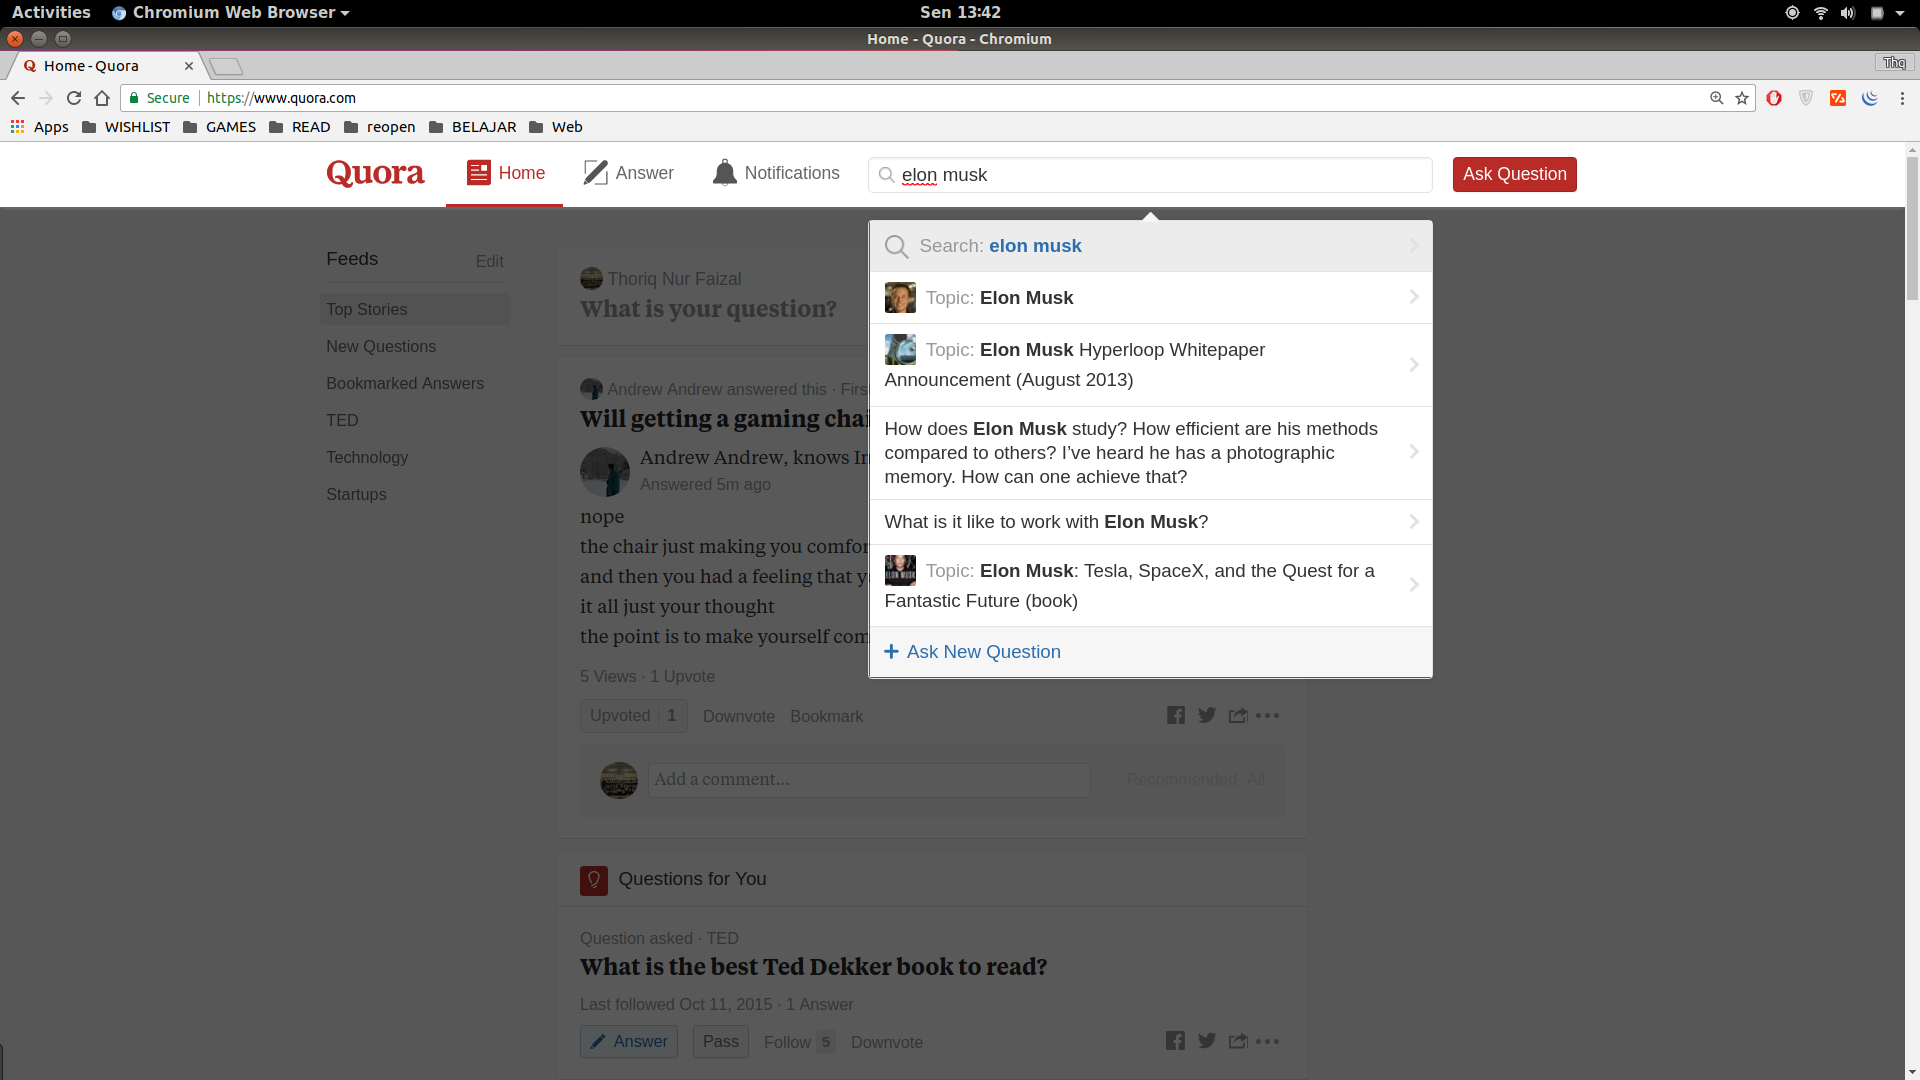 Activities
Chromium Web Browser
Sen 13:42
Home - Quora - Chromium
Home - Quora
Thq
Secure
https://www.quora.com
Apps
WISHLIST
GAMES
READ
reopen
BELAJAR
Web
Quora
Home
Answer
Notifications
elon musk
Ask Question
Search: elon musk
Topic: Elon Musk
Topic: Elon Musk Hyperloop Whitepaper
Announcement (August 2013)
How does Elon Musk study? How efficient are his methods
compared to others? I've heard he has a photographic
memory. How can one achieve that?
What is it like to work with Elon Musk?
ELON MUSK
Topic: Elon Musk: Tesla, SpaceX, and the Quest for a
Fantastic Future (book)
+ Ask New Question
Feeds
Edit
Top Stories
New Questions
Bookmarked Answers
TED
Technology
Startups
Thoriq Nur Faizal
What is your question?
Andrew Andrew answered this · Firs
Will getting a gaming chai
Andrew Andrew, knows In
Answered 5m ago
nope
the chair just making you comfor
and then you had a feeling that y
it all just your thought
the point is to make yourself com
5 Views · 1 Upvote
Upvoted 1
Downvote
Bookmark
Add a comment...
Recommended
All
Questions for You
Question asked · TED
What is the best Ted Dekker book to read?
Last followed Oct 11, 2015 · 1 Answer
Answer
Pass
Follow 5
Downvote